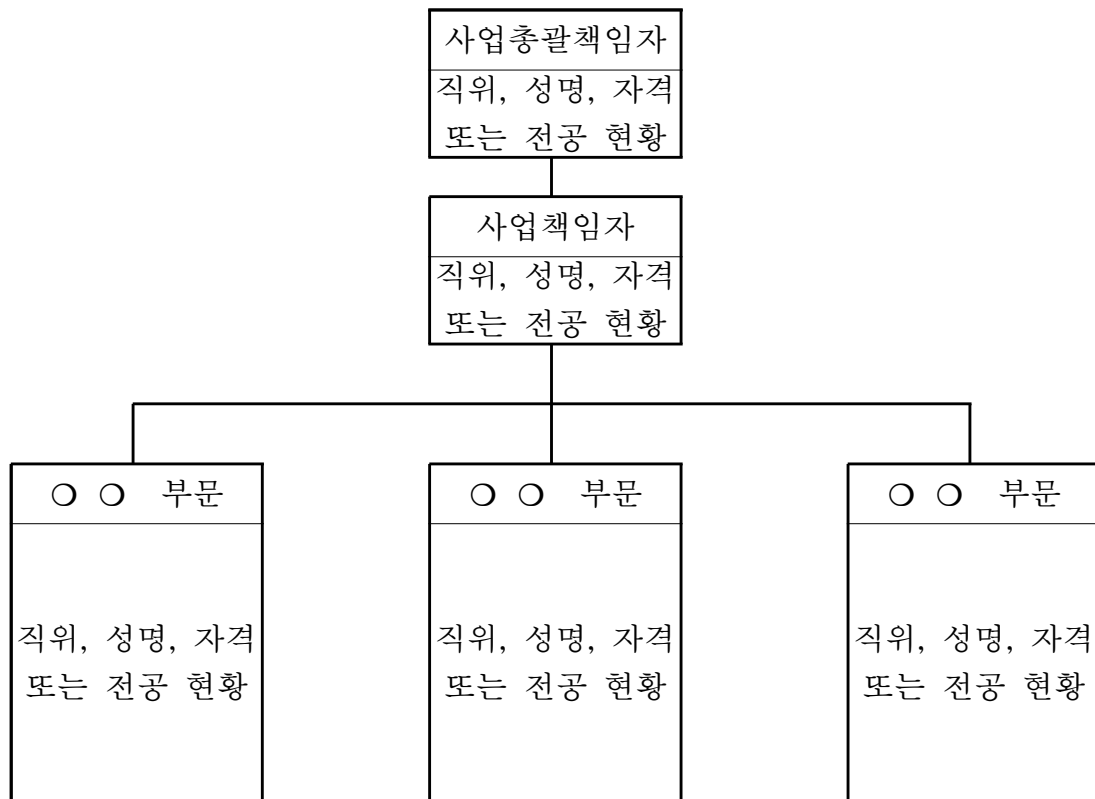 사업총괄책임자
직위, 성명, 자격
또는 전공 현황
사업책임자
직위, 성명, 자격
또는 전공 현황
❍ ❍ 부문
직위, 성명, 자격
또는 전공 현황
❍ ❍ 부문
직위, 성명, 자격
또는 전공 현황
❍ ❍ 부문
직위, 성명, 자격
또는 전공 현황